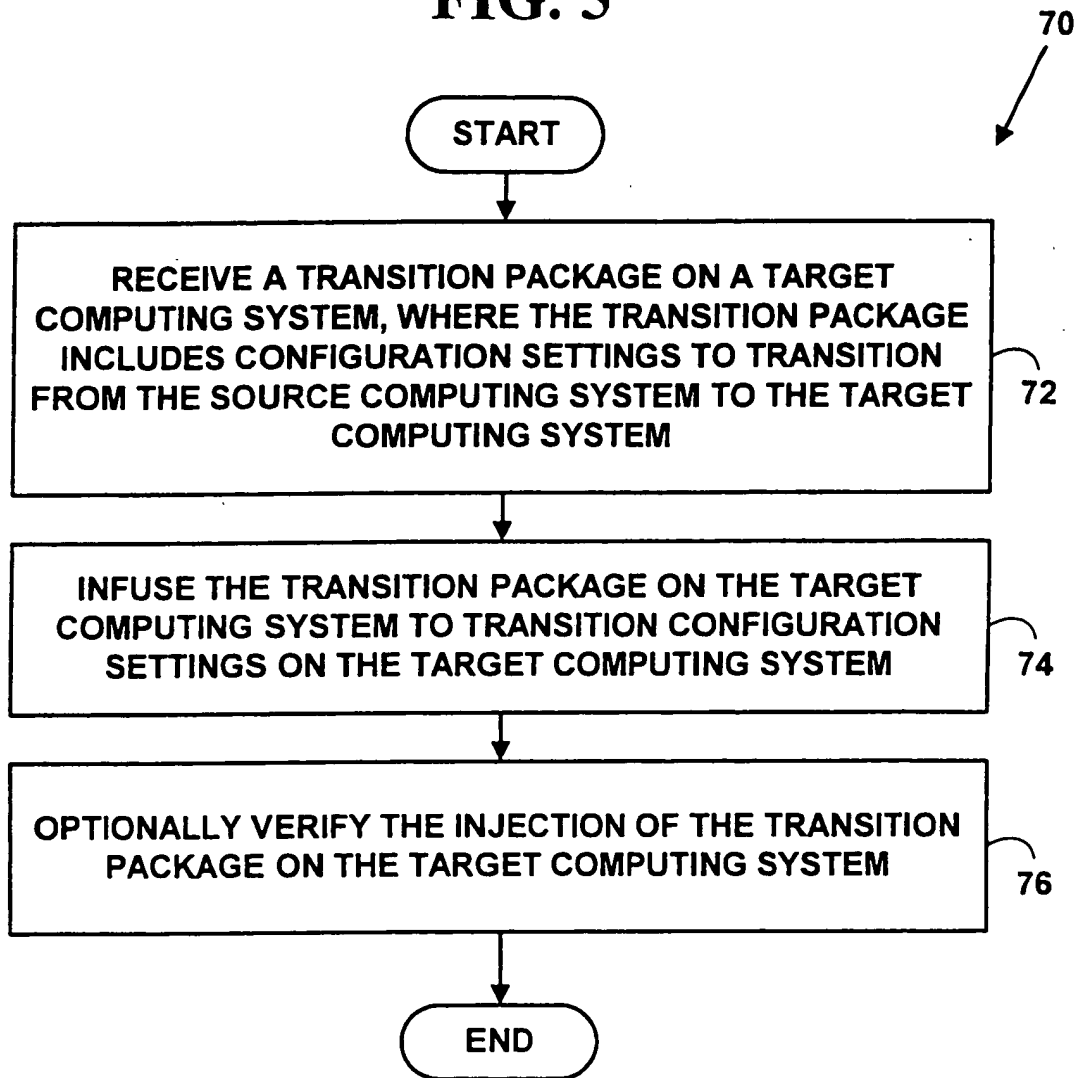 FIG. 5
70
START
RECEIVE A TRANSITION PACKAGE ON A TARGET
COMPUTING SYSTEM, WHERE THE TRANSITION PACKAGE
INCLUDES CONFIGURATION SETTINGS TO TRANSITION
FROM THE SOURCE COMPUTING SYSTEM TO THE TARGET
COMPUTING SYSTEM
72
INFUSE THE TRANSITION PACKAGE ON THE TARGET
COMPUTING SYSTEM TO TRANSITION CONFIGURATION
SETTINGS ON THE TARGET COMPUTING SYSTEM
74
OPTIONALLY VERIFY THE INJECTION OF THE TRANSITION
PACKAGE ON THE TARGET COMPUTING SYSTEM
76
END